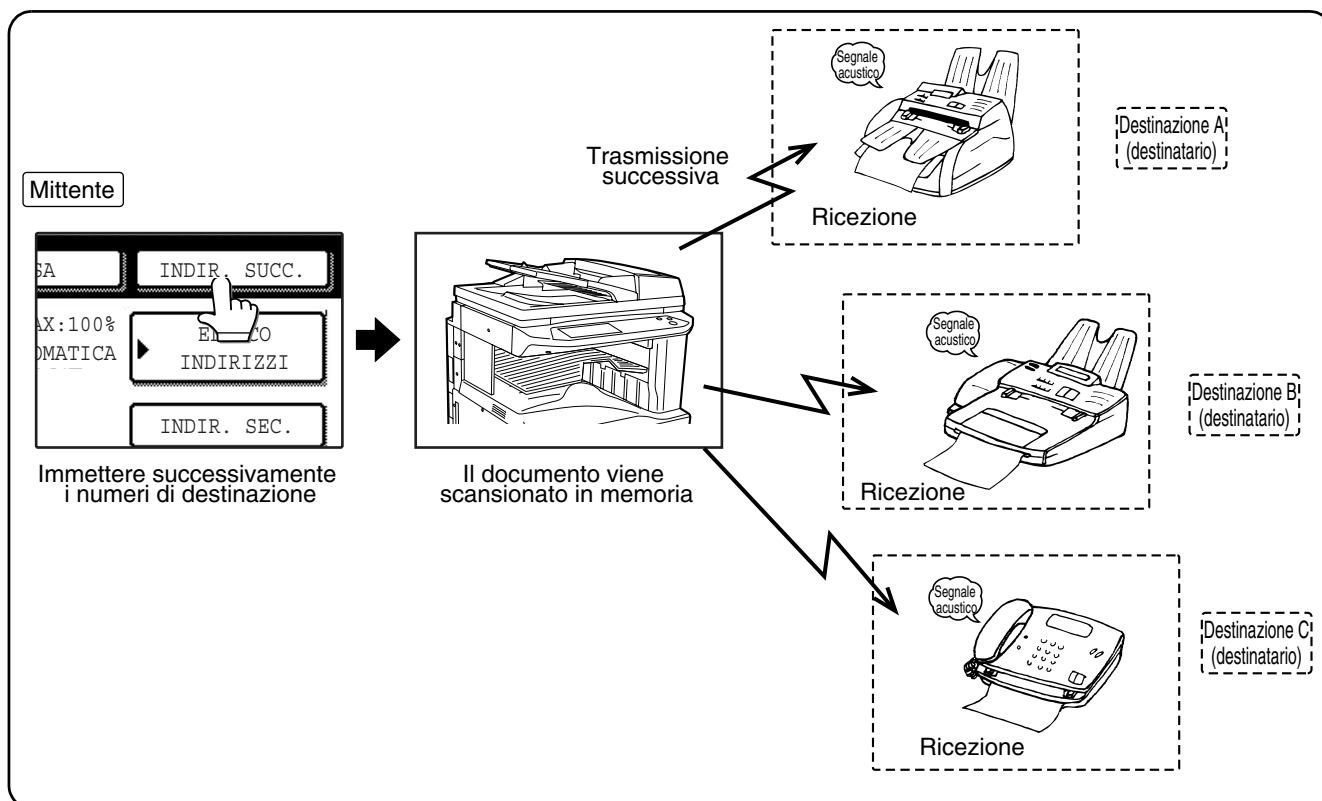 Mittente
SA
INDIR. SUCC.
AX:100%
OMATICA
INDIRIZZI
INDIR. SEC.
Immettere successivamente
i numeri di destinazione
Il documento viene
scansionato in memoria
Trasmissione
successiva
Segnale
acustico
Ricezione
Destinazione A
(destinatario)
Segnale
acustico
Ricezione
Destinazione B
(destinatario)
Segnale
acustico
Ricezione
Destinazione C
(destinatario)